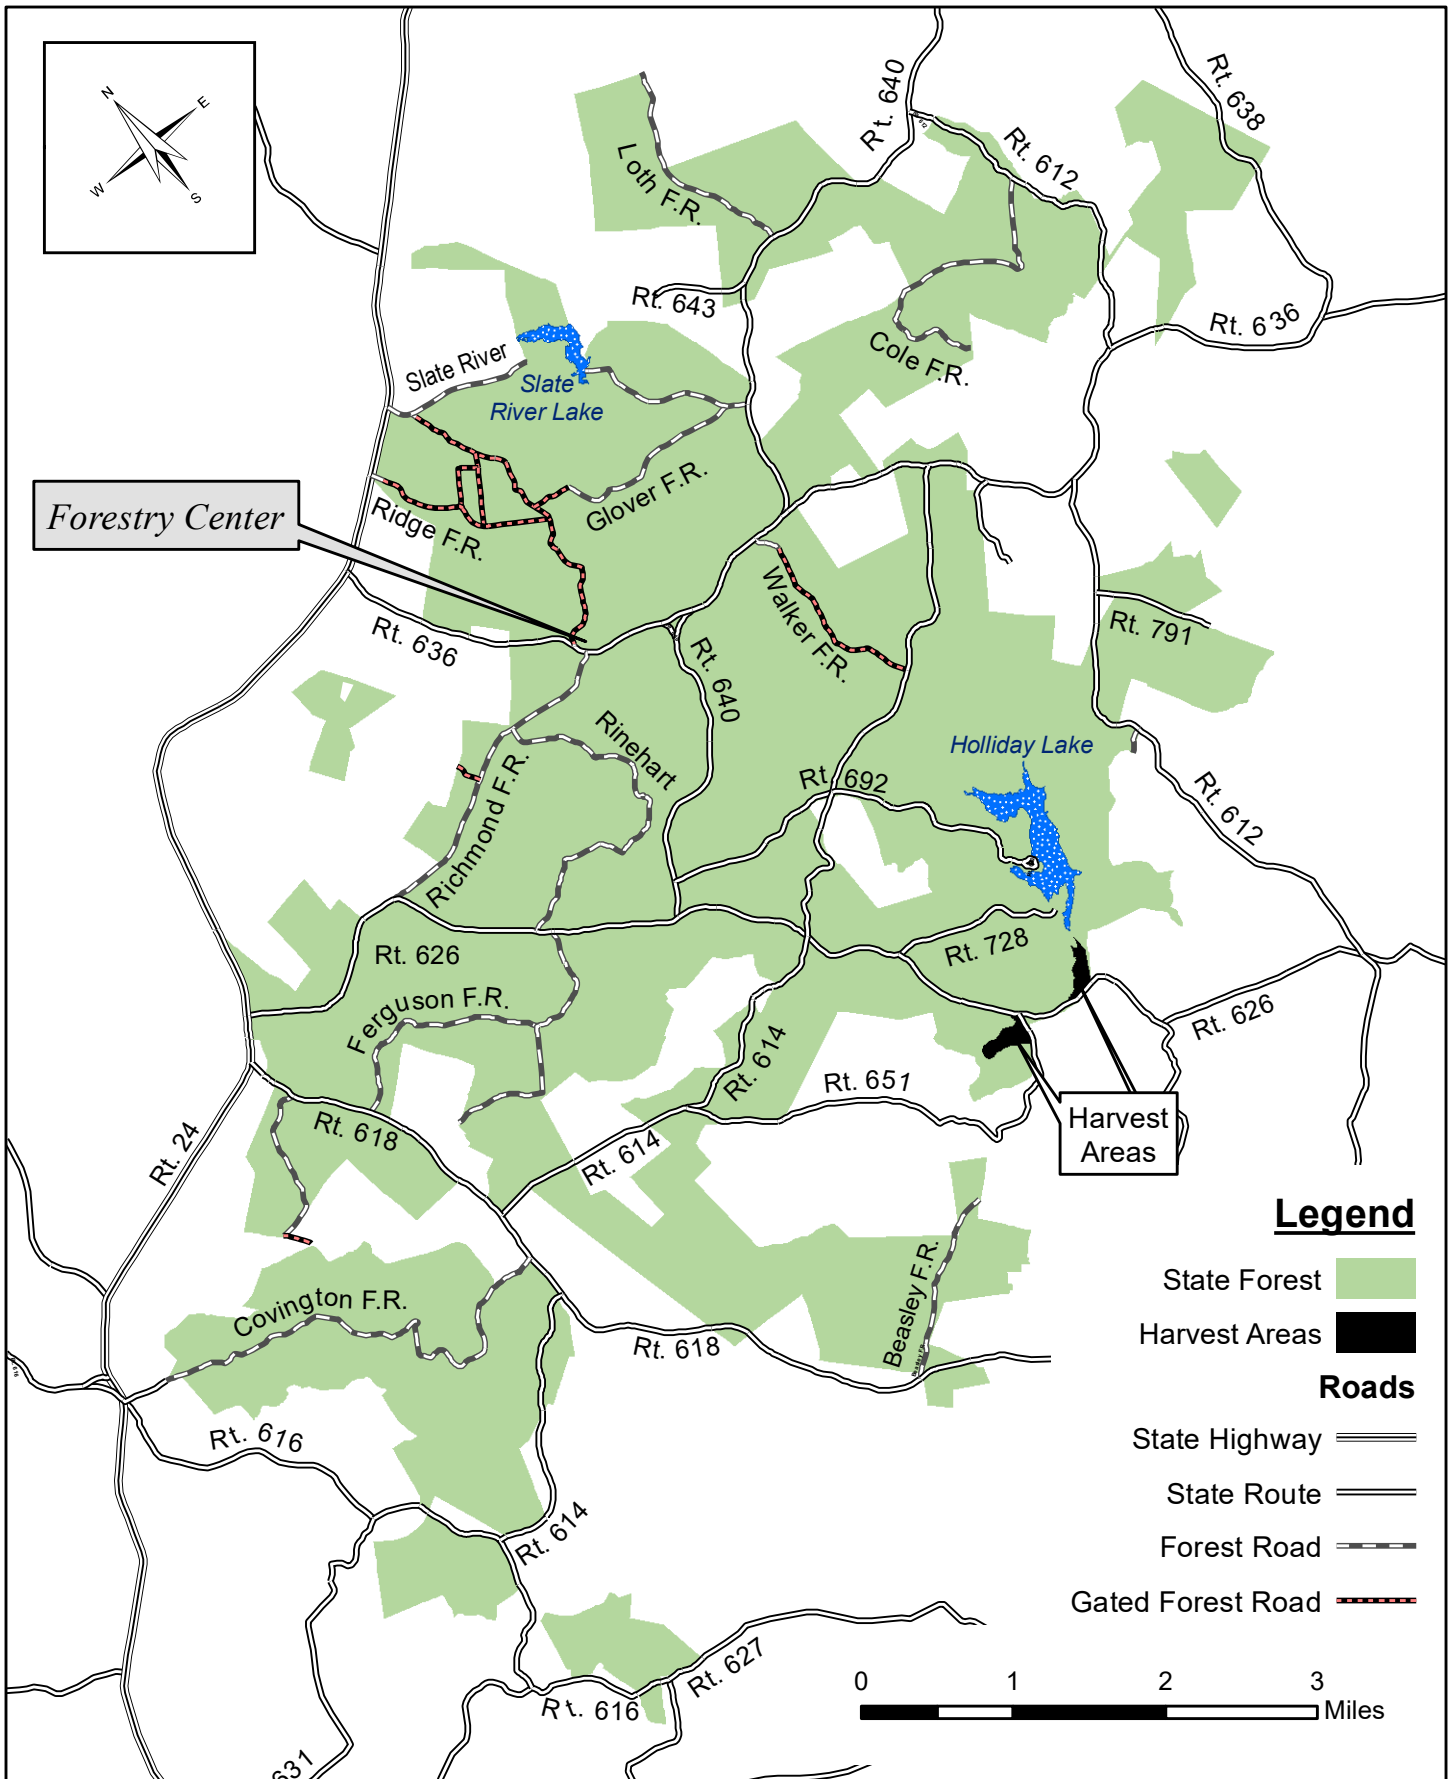 N
E
W
S
Rt. 640
Rt. 638
Rt. 612
Loth F.R.
Rt. 643
Rt. 636
Cole F.R.
Slate River
Slate
River Lake
Glover F.R.
Ridge F.R.
Forestry Center
Walker F.R.
Rt. 636
Rt. 791
Rt. 640
Rinehart
Holliday Lake
Rt. 692
Richmond F.R.
Rt. 612
Rt. 626
Rt. 728
Ferguson F.R.
Rt. 626
Rt. 614
Rt. 651
Rt. 618
Rt. 24
Rt. 614
Harvest
Areas
Legend
State Forest
Harvest Areas
Roads
State Highway
State Route
Forest Road
Gated Forest Road
Beasley F.R.
Covington F.R.
Rt. 618
Rt. 616
Rt. 614
Rt. 627
Rt. 616
631
0 1 2 3
Miles